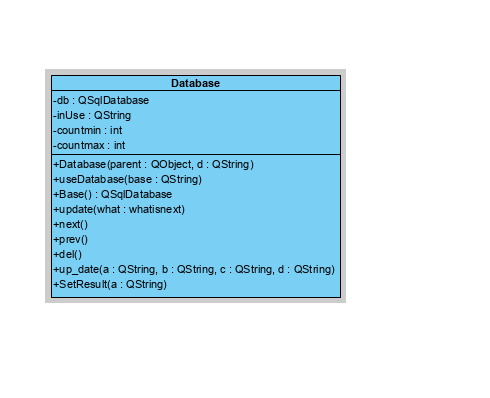 Database
-db : QSqlDatabase
-inUse : QString
-countmin : int
-countmax : int
+Database(parent : QObject, d : QString)
+useDatabase(base : QString)
+Base() : QSqlDatabase
+update(what : whatisnext)
+next()
+prev()
+del()
+up_date(a : QString, b : QString, c : QString, d : QString)
+SetResult(a : QString)